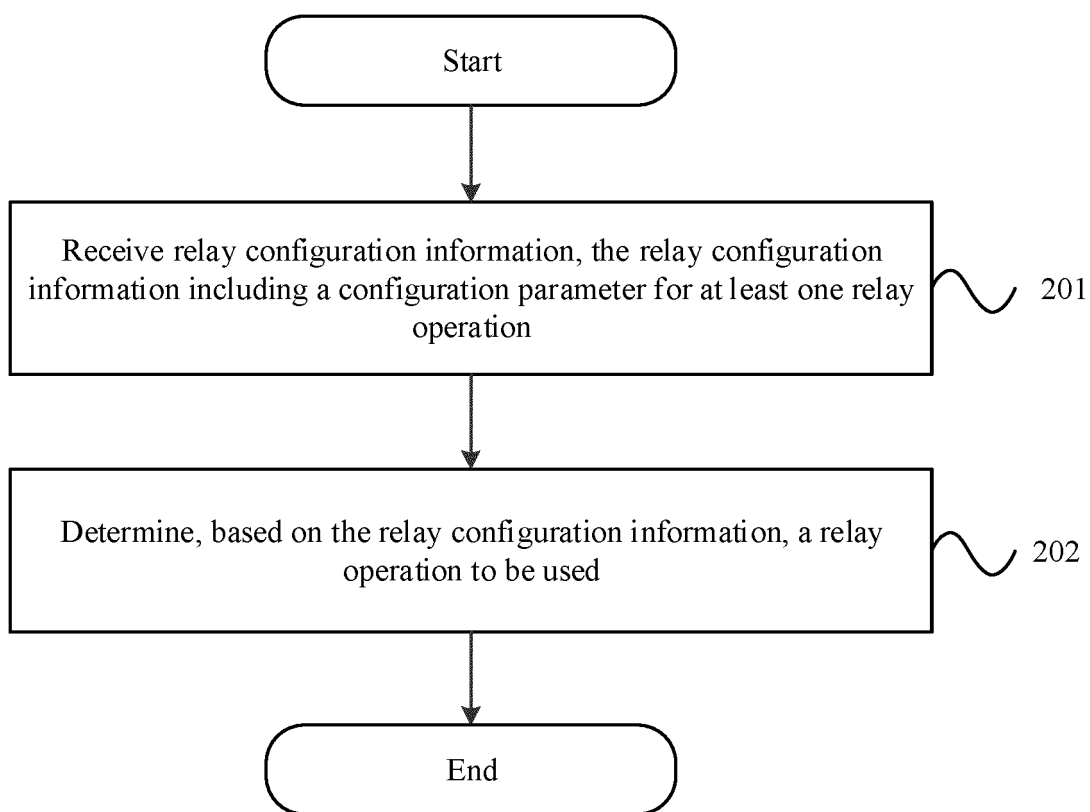 Start
Receive relay configuration information, the relay configuration
information including a configuration parameter for at least one relay
operation
201
Determine, based on the relay configuration information, a relay
operation to be used
202
End